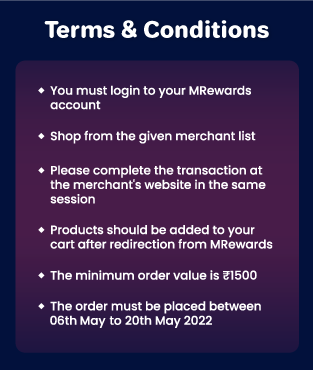 Terms & Conditions
You must login to your MRewards
account
Shop from the given merchant list
Please complete the transaction at
the merchant's website in the same
session
Products should be added to your
cart after redirection from MRewards
The minimum order value is ₹1500
The order must be placed between
06th May to 20th May 2022